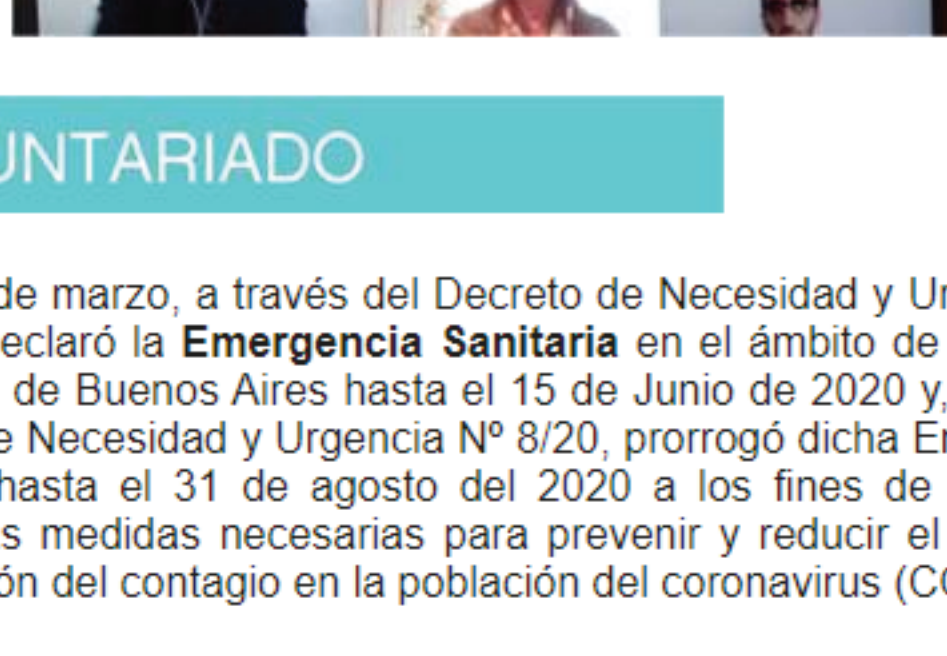 UNTARIADO
de marzo, a través del Decreto de Necesidad y Ur
eclaró la Emergencia Sanitaria en el ámbito de
de Buenos Aires hasta el 15 de Junio de 2020 y,
e Necesidad y Urgencia Nº 8/20, prorrogó dicha En
hasta el 31 de agosto del 2020 a los fines de
s medidas necesarias para prevenir y reducir el
ón del contagio en la población del coronavirus (CO